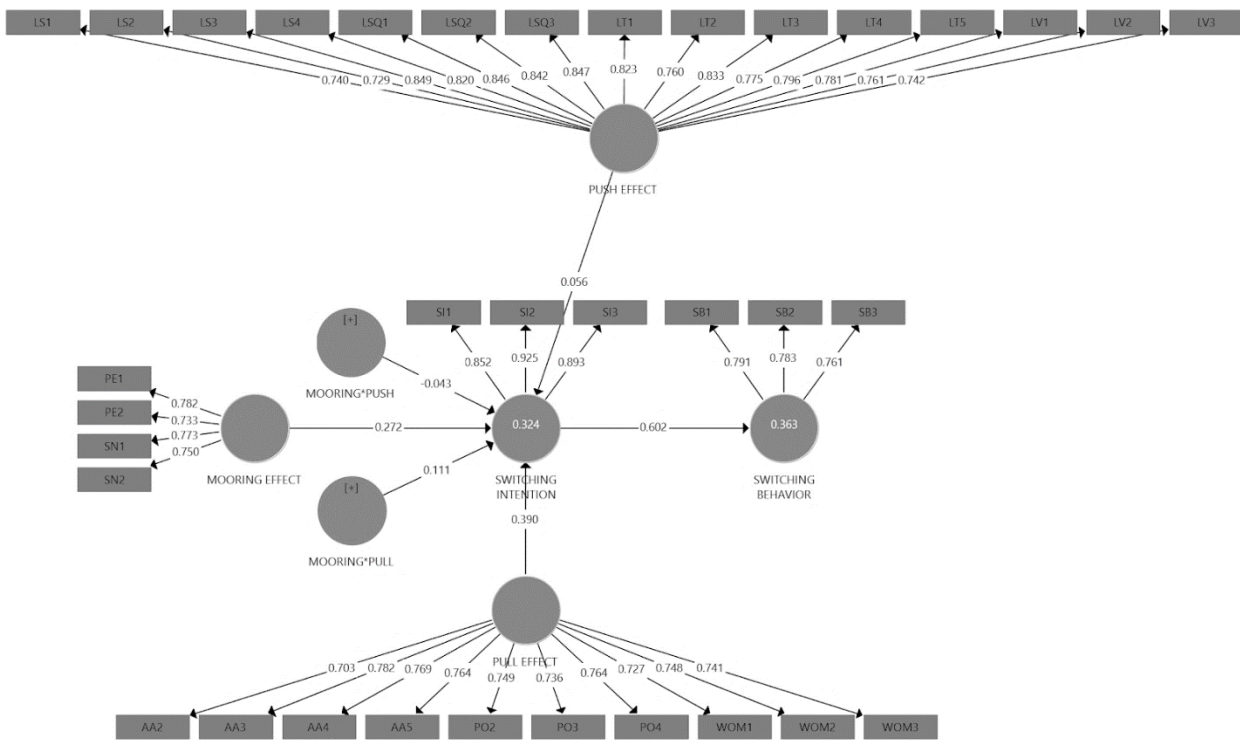 LS1 LS2 LS3 LS4 LSQ1 LSQ2 LSQ3 LT1 LT2 LT3 LT4 LT5 LV1 LV2 LV3
0.740 0.729 0.849 0.820 0.846 0.842 0.847 0.823 0.760 0.833 0.775 0.796 0.781 0.761 0.742
PUSH EFFECT
0.056
[+]
MOORING*PUSH
-0.043
SI1 SI2 SI3
0.852 0.925 0.893
SB1 SB2 SB3
0.791 0.783 0.761
PE1
PE2
SN1
SN2
0.782
0.733
0.773
0.750
MOORING EFFECT
0.272
0.324
SWITCHING
INTENTION
0.602
0.363
SWITCHING
BEHAVIOR
0.111
[+]
MOORING*PULL
0.390
PULL EFFECT
0.703 0.782 0.769 0.764 0.749 0.736 0.764 0.727 0.748 0.741
AA2 AA3 AA4 AA5 PO2 PO3 PO4 WOM1 WOM2 WOM3